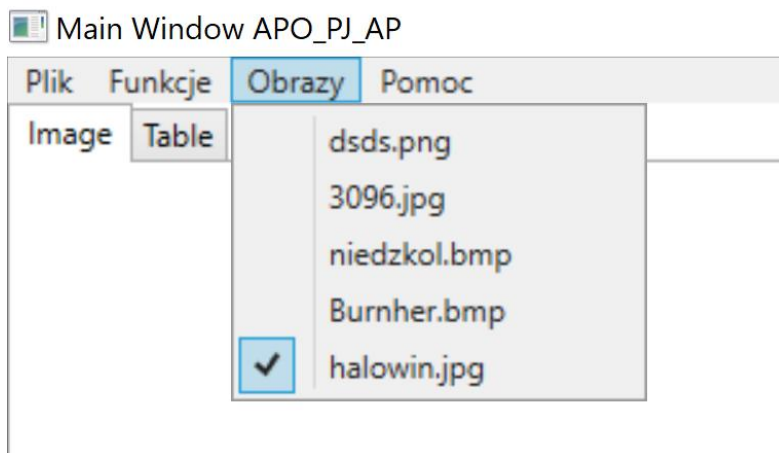 Main Window APO_PJ_AP
Plik Funkcje Obrazy Pomoc
Image Table
dsds.png
3096.jpg
niedzkol.bmp
Burnher.bmp
halowin.jpg